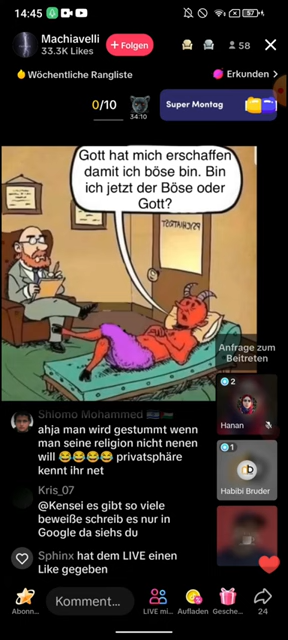 14:45
57
Machiavelli
33.3K Likes
+ Folgen
58
Wöchentliche Rangliste
Erkunden >
0/10
34:10
Super Montag
Gott hat mich erschaffen
damit ich böse bin. Bin
ich jetzt der Böse oder
Gott?
PSYCHIATRIST
Anfrage zum
Beitreten
2
Hanan
1
Habibi Bruder
Shlomo Mohammed
ahja man wird gestummt wenn
man seine religion nicht nenen
will 😂😂😂😂 privatsphäre
kennt ihr net
Kris_07
@Kensei es gibt so viele
beweiße schreib es nur in
Google da siehs du
Sphinx hat dem LIVE einen
Like gegeben
Abonn...
Komment...
LIVE mi...
Aufladen
Gesche...
24